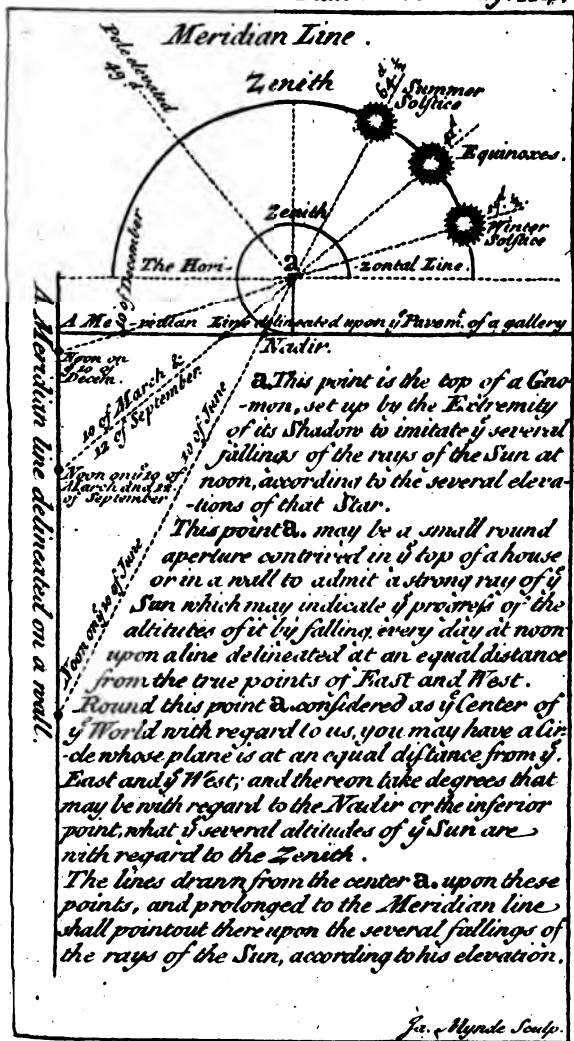 Meridian Line.
Pole elevated
49.d
Zenith
64
d. ½
Summer
Solstice
Equinoxes.
Winter
Solstice
Zenith
10 of December
The Hori-
a
zontal Line.
A Me-ridian Line delineated upon yͤ Pavemͭ. of a gallery
Nadir.
Noon on
yͤ 10 of
Decem.
10 of March &
12 of September.
10 of June
Noon on yͤ 10 of
March and 12
of September
Noon on yͤ 10 of June
A Meridian line delineated on a wall.
a. This point is the top of a Gno
-mon, set up by the Extremity
of its Shadow to imitate yͤ several
fallings of the rays of the Sun at
noon, according to the several eleva-
-tions of that Star.
This point a. may be a small round
aperture contrived in yͤ top of a house
or in a wall to admit a strong ray of yͤ
Sun which may indicate yͤ progreſs of the
altitudes of it by falling every day at noon
upon a line delineated at an equal distance
from the true points of East and West.
Round this point a. considered as yͤ Center of
yͤ World with regard to us, you may have a Cir
-cle whose plane is at an equal diſtance from yͤ.
East and yͤ West; and thereon take degrees that
may be with regard to the Nadir or the inferior
point, what yͤ several altitudes of yͤ Sun are
with regard to the Zenith.
The lines drawn from the center a. upon these
points, and prolonged to the Meridian line
shall point out there upon the several fallings of
the rays of the Sun, according to his elevation.
Ja. Mynde Sculp.